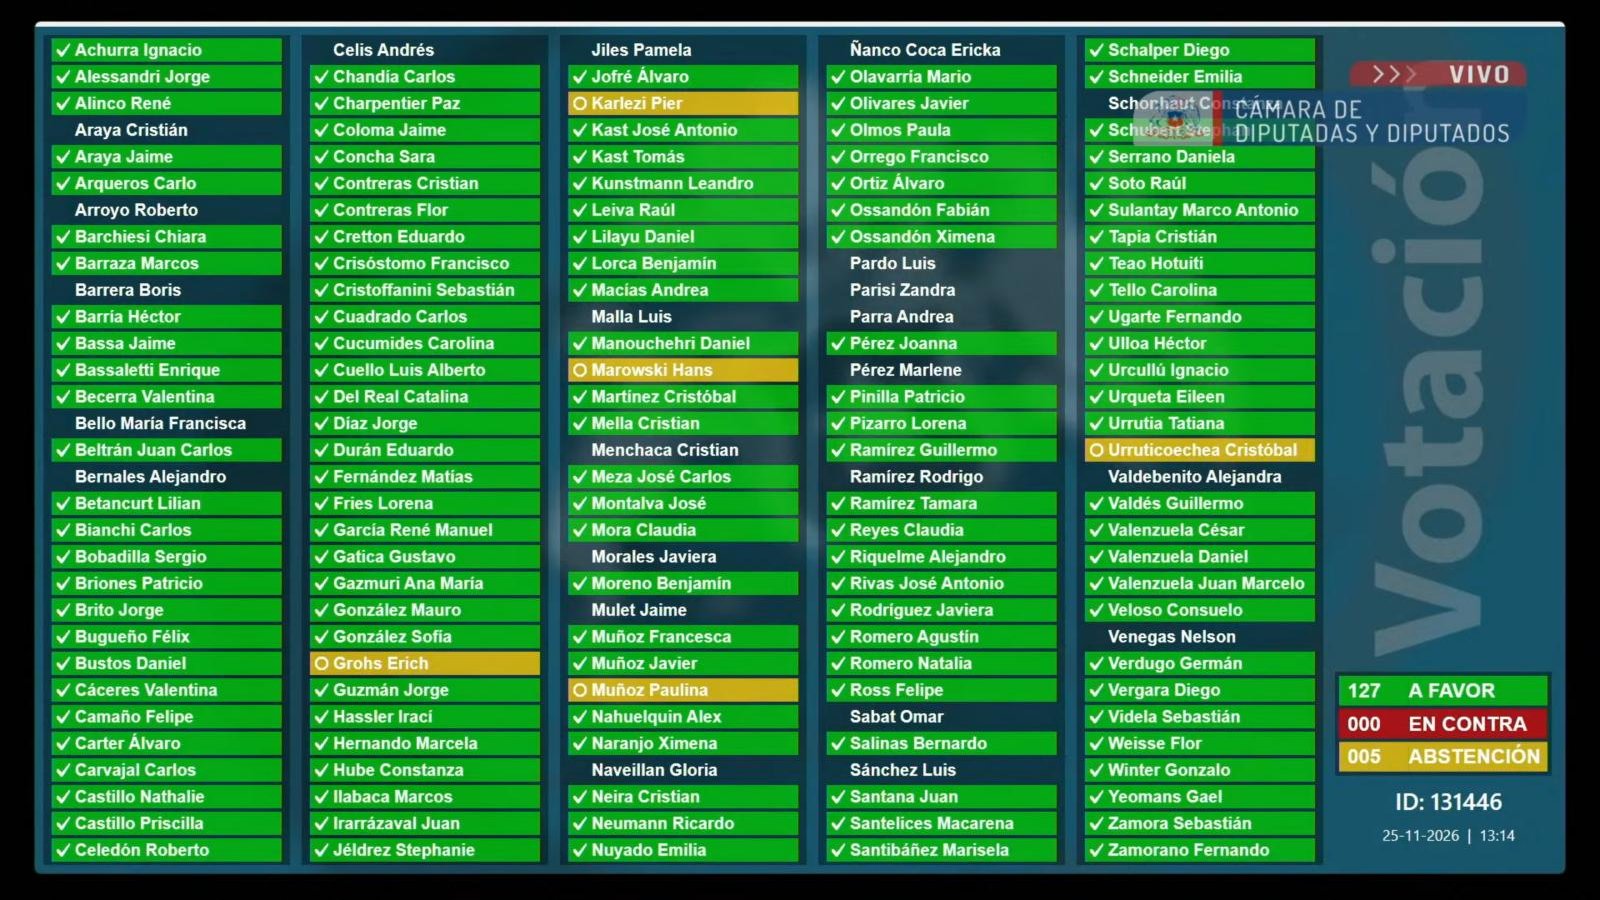 ✓ Achurra Ignacio
✓ Alessandri Jorge
✓ Alinco René
Araya Cristián
✓ Araya Jaime
✓ Arqueros Carlo
Arroyo Roberto
✓ Barchiesi Chiara
✓ Barraza Marcos
Barrera Boris
✓ Barría Héctor
✓ Bassa Jaime
✓ Bassaletti Enrique
✓ Becerra Valentina
Bello María Francisca
✓ Beltrán Juan Carlos
Bernales Alejandro
✓ Betancurt Lilian
✓ Bianchi Carlos
✓ Bobadilla Sergio
✓ Briones Patricio
✓ Brito Jorge
✓ Bugueño Félix
✓ Bustos Daniel
✓ Cáceres Valentina
✓ Camaño Felipe
✓ Carter Álvaro
✓ Carvajal Carlos
✓ Castillo Nathalie
✓ Castillo Priscilla
✓ Celedón Roberto
Celis Andrés
✓ Chandía Carlos
✓ Charpentier Paz
✓ Coloma Jaime
✓ Concha Sara
✓ Contreras Cristian
✓ Contreras Flor
✓ Cretton Eduardo
✓ Crisóstomo Francisco
✓ Cristoffanini Sebastián
✓ Cuadrado Carlos
✓ Cucumides Carolina
✓ Cuello Luis Alberto
✓ Del Real Catalina
✓ Díaz Jorge
✓ Durán Eduardo
✓ Fernández Matías
✓ Fries Lorena
✓ García René Manuel
✓ Gatica Gustavo
✓ Gazmuri Ana María
✓ González Mauro
✓ González Sofía
O Grohs Erich
✓ Guzmán Jorge
✓ Hassler Irací
✓ Hernando Marcela
✓ Hube Constanza
✓ Ilabaca Marcos
✓ Irarrázaval Juan
✓ Jéldrez Stephanie
Jiles Pamela
✓ Jofré Álvaro
O Karlezi Pier
✓ Kast José Antonio
✓ Kast Tomás
✓ Kunstmann Leandro
✓ Leiva Raúl
✓ Lilayu Daniel
✓ Lorca Benjamín
✓ Macías Andrea
Malla Luis
✓ Manouchehri Daniel
O Marowski Hans
✓ Martínez Cristóbal
✓ Mella Cristian
Menchaca Cristian
✓ Meza José Carlos
✓ Montalva José
✓ Mora Claudia
Morales Javiera
✓ Moreno Benjamín
Mulet Jaime
✓ Muñoz Francesca
✓ Muñoz Javier
O Muñoz Paulina
✓ Nahuelquin Alex
✓ Naranjo Ximena
Naveillan Gloria
✓ Neira Cristian
✓ Neumann Ricardo
✓ Nuyado Emilia
Ñanco Coca Ericka
✓ Olavarría Mario
✓ Olivares Javier
✓ Olmos Paula
✓ Orrego Francisco
✓ Ortiz Álvaro
✓ Ossandón Fabián
✓ Ossandón Ximena
Pardo Luis
Parisi Zandra
Parra Andrea
✓ Pérez Joanna
Pérez Marlene
✓ Pinilla Patricio
✓ Pizarro Lorena
✓ Ramírez Guillermo
Ramírez Rodrigo
✓ Ramírez Tamara
✓ Reyes Claudia
✓ Riquelme Alejandro
✓ Rivas José Antonio
✓ Rodríguez Javiera
✓ Romero Agustín
✓ Romero Natalia
✓ Ross Felipe
Sabat Omar
✓ Salinas Bernardo
Sánchez Luis
✓ Santana Juan
✓ Santelices Macarena
✓ Santibáñez Marisela
✓ Schalper Diego
✓ Schneider Emilia
Schonhaut Constanza
✓ Schubert Stephan
✓ Serrano Daniela
✓ Soto Raúl
✓ Sulantay Marco Antonio
✓ Tapia Cristián
✓ Teao Hotuiti
✓ Tello Carolina
✓ Ugarte Fernando
✓ Ulloa Héctor
✓ Urcullú Ignacio
✓ Urqueta Eileen
✓ Urrutia Tatiana
O Urruticoechea Cristóbal
Valdebenito Alejandra
✓ Valdés Guillermo
✓ Valenzuela César
✓ Valenzuela Daniel
✓ Valenzuela Juan Marcelo
✓ Veloso Consuelo
Venegas Nelson
✓ Verdugo Germán
✓ Vergara Diego
✓ Videla Sebastián
✓ Weisse Flor
✓ Winter Gonzalo
✓ Yeomans Gael
✓ Zamora Sebastián
✓ Zamorano Fernando
>>> VIVO
CÁMARA DE
DIPUTADAS Y DIPUTADOS
Votación
127 A FAVOR
000 EN CONTRA
005 ABSTENCIÓN
ID: 131446
25-11-2026 | 13:14